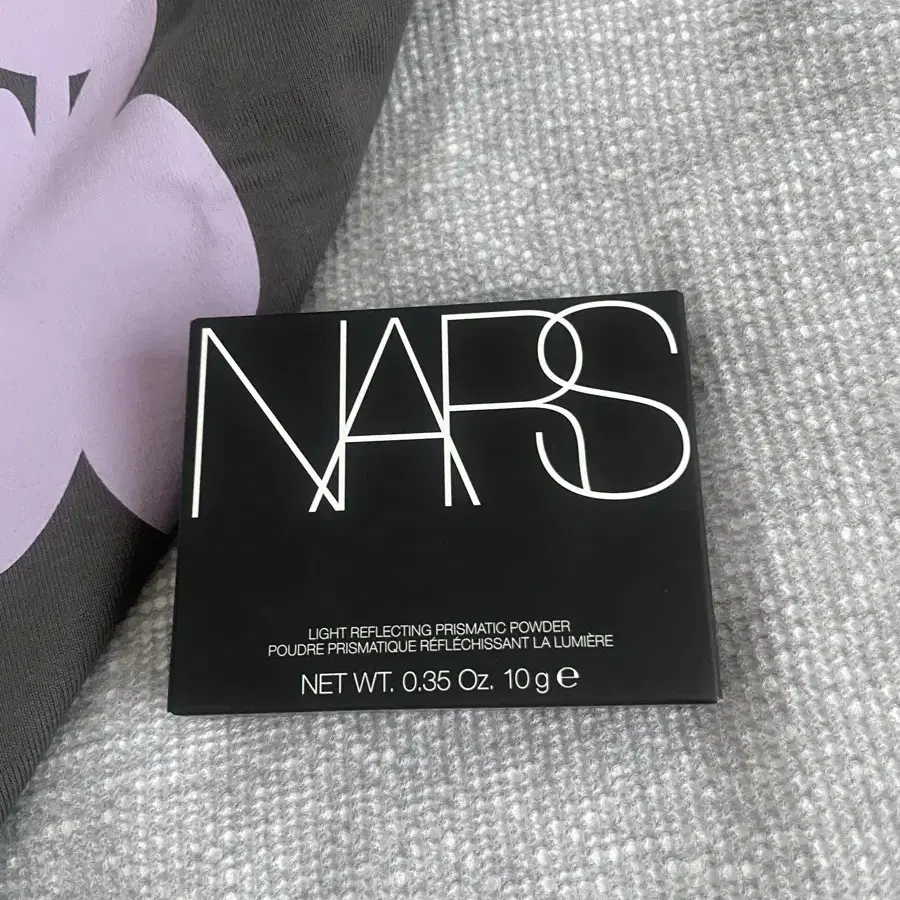 NARS
LIGHT REFLECTING PRISMATIC POWDER
POUDRE PRISMATIQUE RÉFLÉCHISSANT LA LUMIÈRE
NET WT. 0.35 Oz. 10 g ℮